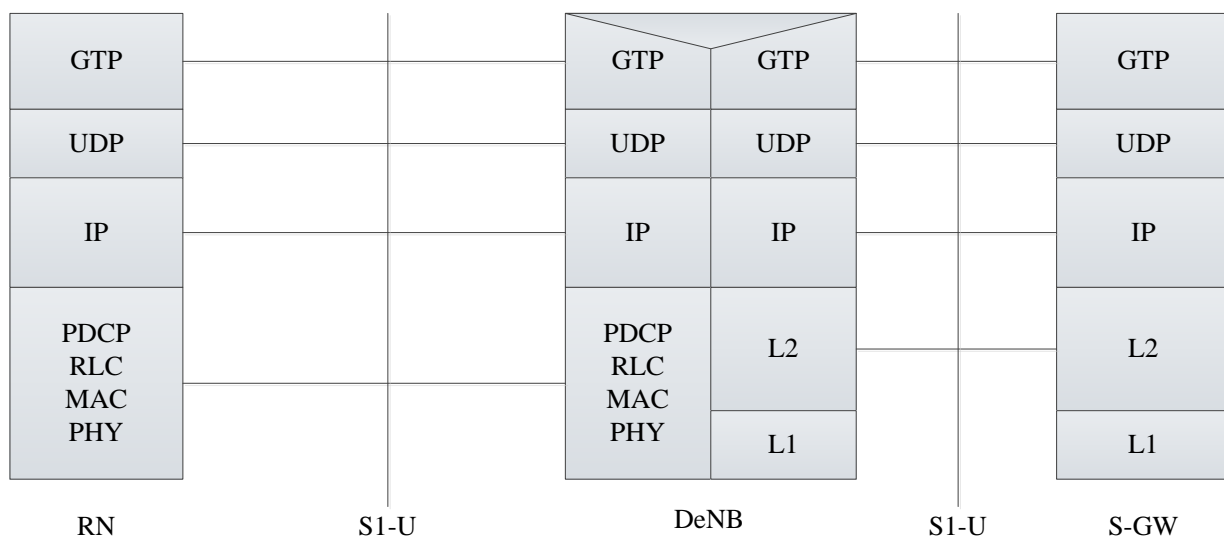 GTP
GTP
GTP
GTP
UDP
UDP
UDP
UDP
IP
IP
IP
IP
PDCP
RLC
MAC
PHY
PDCP
RLC
MAC
PHY
L2
L2
L1
L1
RN
S1-U
DeNB
S1-U
S-GW